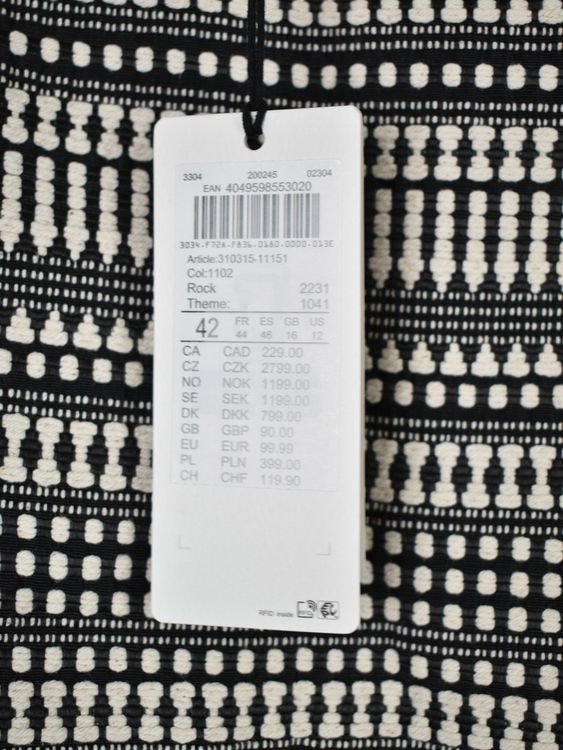 3304 200245 02304
EAN 4049598553020
3034-F72A-F836-0180-0000-013E
Article:310315-11151
Col:1102
Rock 2231
Theme: 1041
42 FR ES GB US
44 46 16 12
CA CAD 229.00
CZ CZK 2799.00
NO NOK 1199.00
SE SEK 1199.00
DK DKK 799.00
GB GBP 90.00
EU EUR 99.99
PL PLN 399.00
CH CHF 119.90
RFID inside